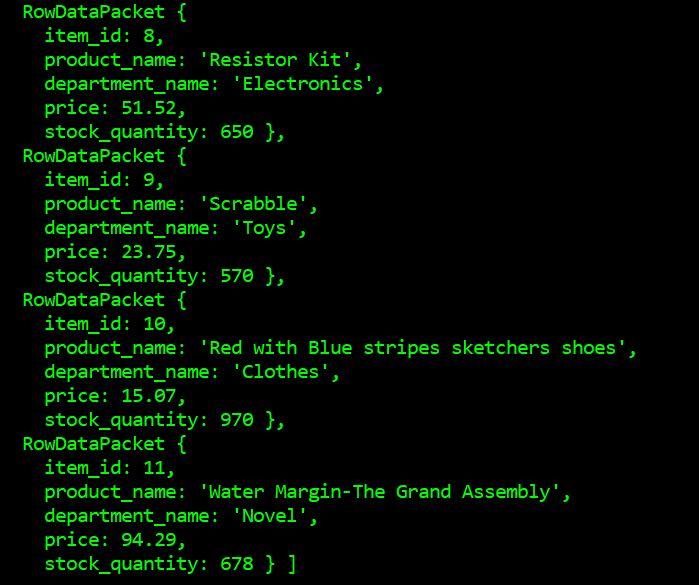 RowDataPacket {
item_id: 8,
product_name: 'Resistor Kit',
department_name: 'Electronics',
price: 51.52,
stock_quantity: 650 },
RowDataPacket {
item_id: 9,
product_name: 'Scrabble',
department_name: 'Toys',
price: 23.75,
stock_quantity: 570 },
RowDataPacket {
item_id: 10,
product_name: 'Red with Blue stripes sketchers shoes',
department_name: 'Clothes',
price: 15.07,
stock_quantity: 970 },
RowDataPacket {
item_id: 11,
product_name: 'Water Margin-The Grand Assembly',
department_name: 'Novel',
price: 94.29,
stock_quantity: 678 } ]